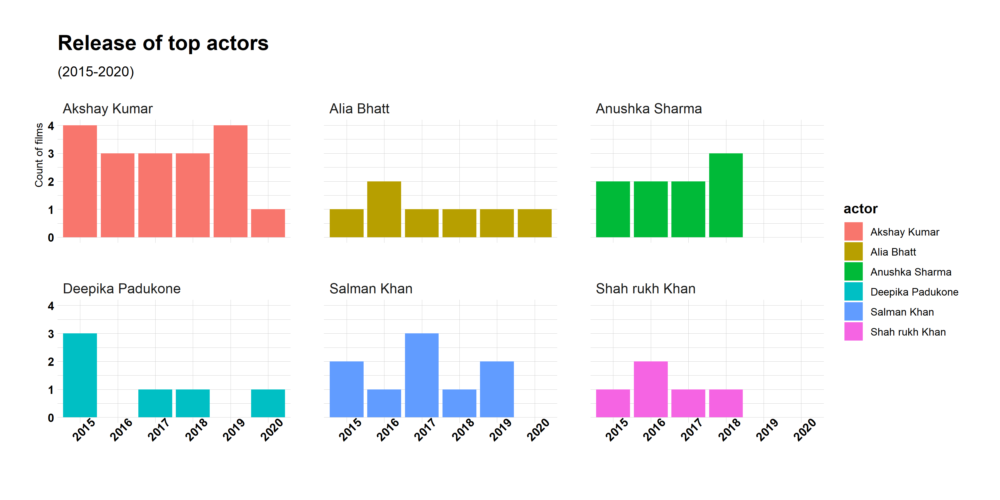 Release of top actors
(2015-2020)
Akshay Kumar
Alia Bhatt
Anushka Sharma
Count of films
4
3
2
1
0
Deepika Padukone
Salman Khan
Shah rukh Khan
4
3
2
1
0
2015 2016 2017 2018 2019 2020
2015 2016 2017 2018 2019 2020
2015 2016 2017 2018 2019 2020
actor
Akshay Kumar
Alia Bhatt
Anushka Sharma
Deepika Padukone
Salman Khan
Shah rukh Khan